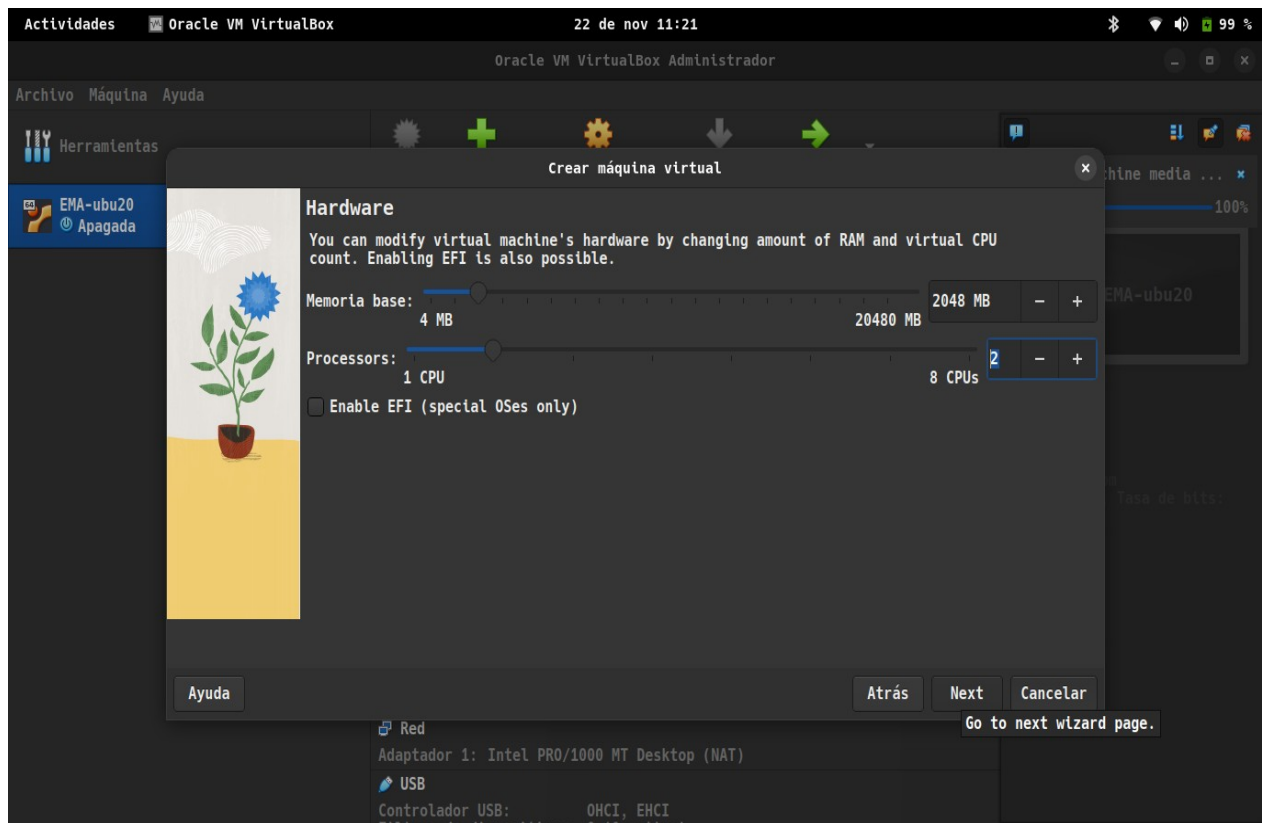 Actividades Oracle VM VirtualBox 22 de nov 11:21 99 %
Oracle VM VirtualBox Administrador
Archivo Máquina Ayuda
Herramientas
Crear máquina virtual
hine media ...
EMA-ubu20
Apagada
100%
Hardware
You can modify virtual machine's hardware by changing amount of RAM and virtual CPU
count. Enabling EFI is also possible.
Memoria base: 2048 MB - +
4 MB 20480 MB
EMA-ubu20
Processors: 2 - +
1 CPU 8 CPUs
Enable EFI (special OSes only)
Tasa de bits:
Ayuda Atrás Next Cancelar
Go to next wizard page.
Red
Adaptador 1: Intel PRO/1000 MT Desktop (NAT)
USB
Controlador USB: OHCI, EHCI